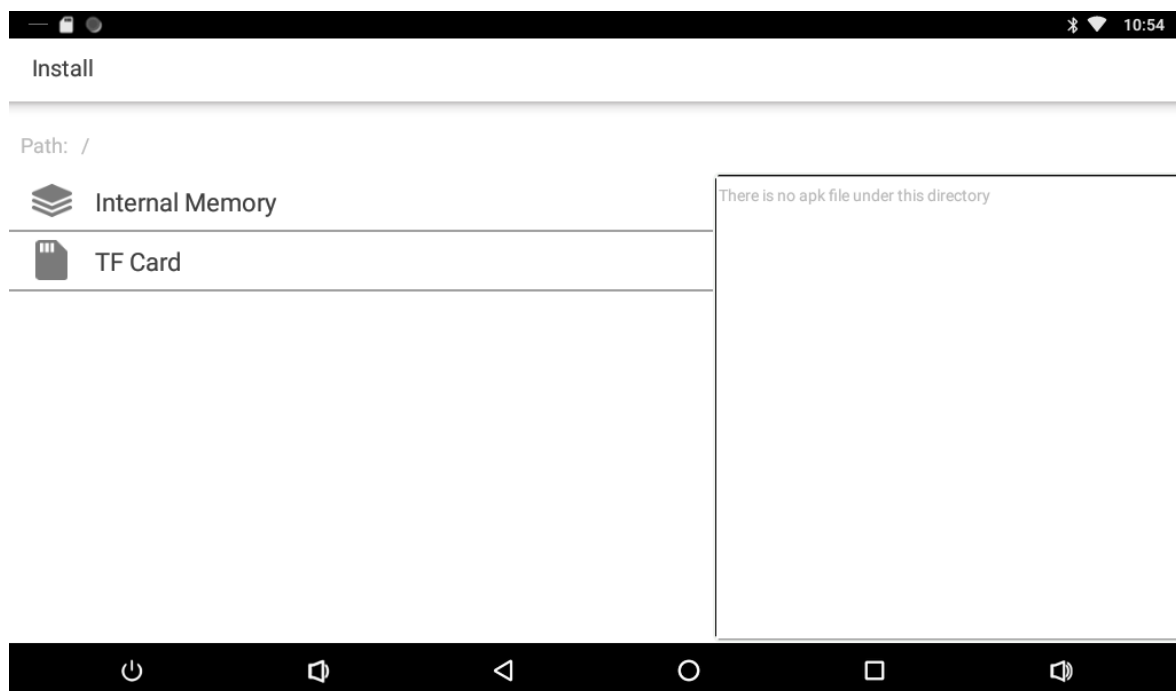 10:54
Install
Path: /
Internal Memory
There is no apk file under this directory
TF Card